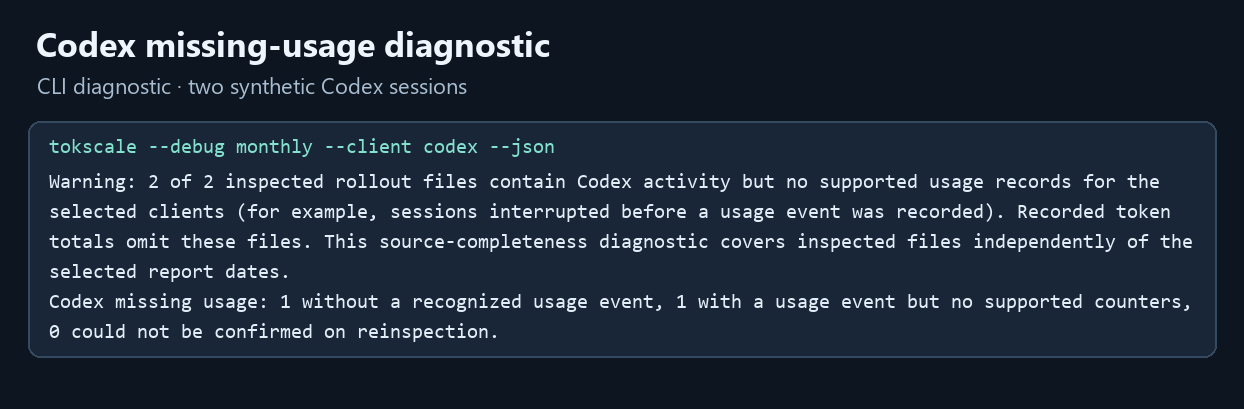 Codex missing-usage diagnostic
CLI diagnostic · two synthetic Codex sessions
tokscale --debug monthly --client codex --json
Warning: 2 of 2 inspected rollout files contain Codex activity but no supported usage records for the
selected clients (for example, sessions interrupted before a usage event was recorded). Recorded token
totals omit these files. This source-completeness diagnostic covers inspected files independently of the
selected report dates.
Codex missing usage: 1 without a recognized usage event, 1 with a usage event but no supported counters,
0 could not be confirmed on reinspection.